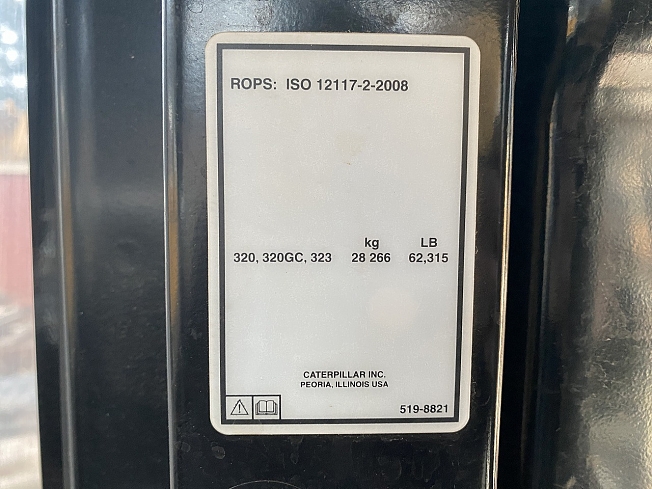 ROPS: ISO 12117-2-2008
kg LB
320, 320GC, 323 28 266 62,315
CATERPILLAR INC.
PEORIA, ILLINOIS USA
519-8821